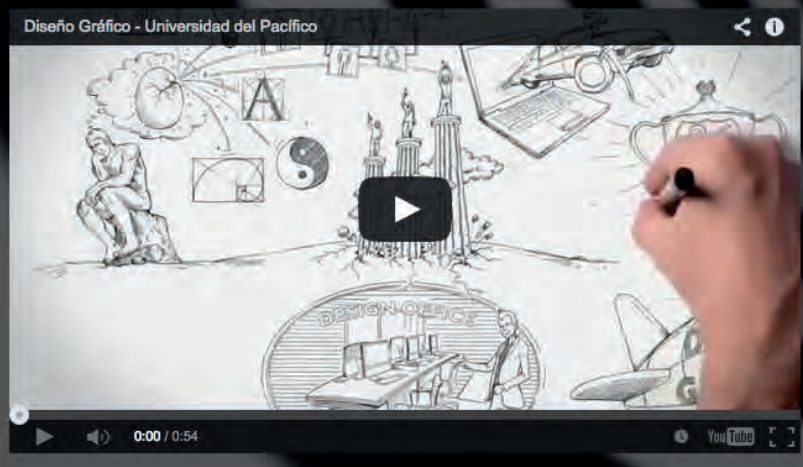 Diseño Gráfico - Universidad del Pacífico
A
DESIGN OFFICE
D
G
0:00 / 0:54
YouTube